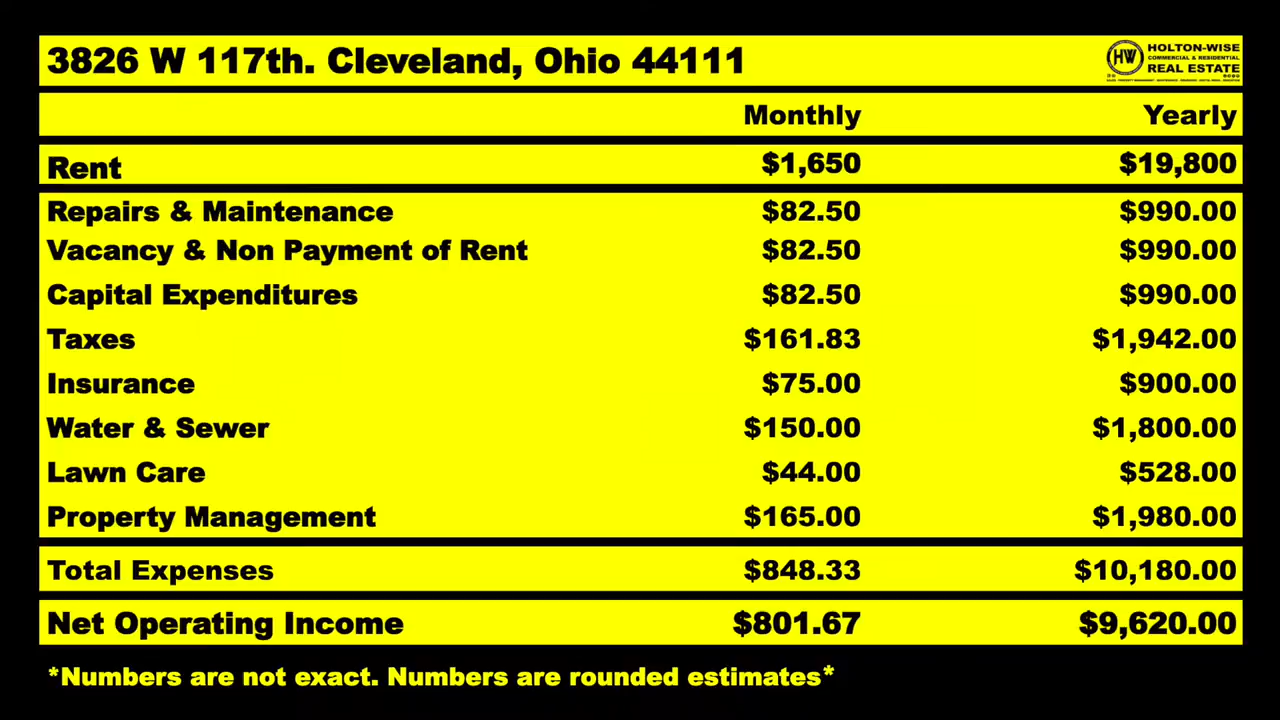 3826 W 117th. Cleveland, Ohio 44111
HW HOLTON-WISE
COMMERCIAL & RESIDENTIAL
REAL ESTATE
Monthly Yearly
Rent $1,650 $19,800
Repairs & Maintenance $82.50 $990.00
Vacancy & Non Payment of Rent $82.50 $990.00
Capital Expenditures $82.50 $990.00
Taxes $161.83 $1,942.00
Insurance $75.00 $900.00
Water & Sewer $150.00 $1,800.00
Lawn Care $44.00 $528.00
Property Management $165.00 $1,980.00
Total Expenses $848.33 $10,180.00
Net Operating Income $801.67 $9,620.00
*Numbers are not exact. Numbers are rounded estimates*